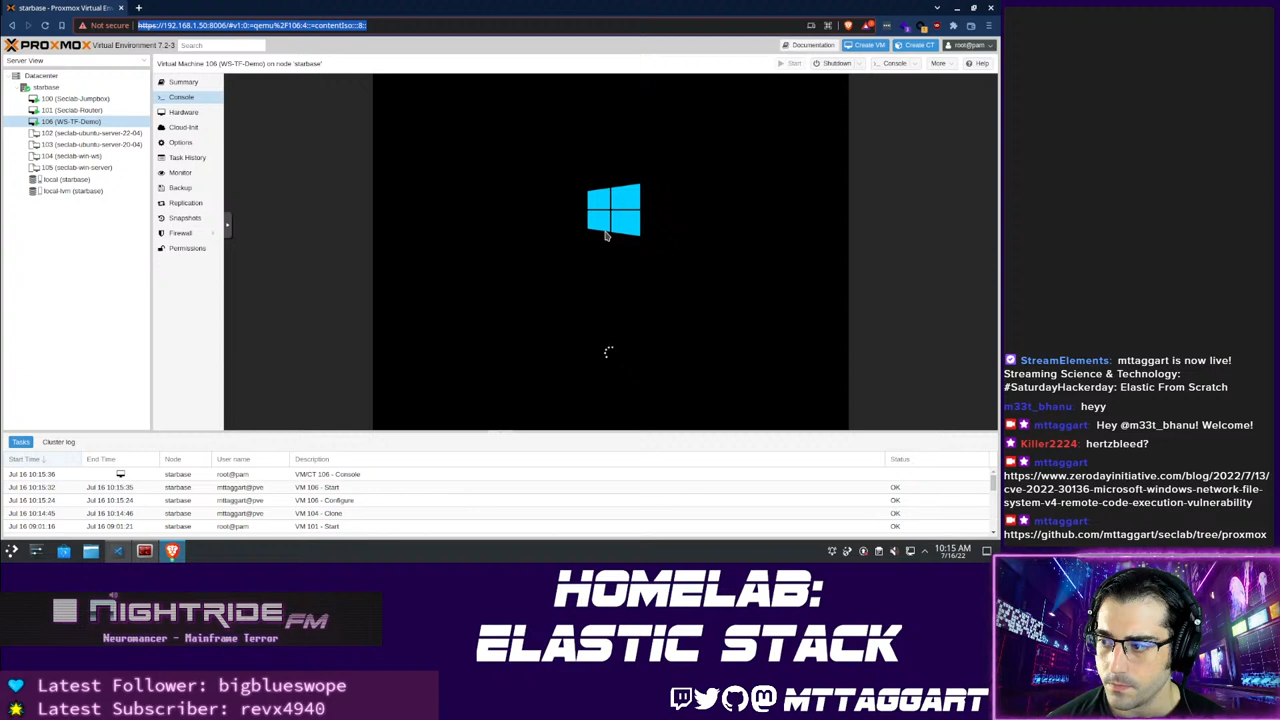 starbase - Proxmox Virtual Env
Not secure
https://192.168.1.50:8006/#v1:0:=qemu%2F106:4::=contentIso:::8::
PROXMOX Virtual Environment 7.2-3
Search
Documentation
Create VM
Create CT
root@pam
Server View
Virtual Machine 106 (WS-TF-Demo) on node 'starbase'
Start
Shutdown
Console
More
Help
Datacenter
starbase
100 (Seclab-Jumpbox)
101 (Seclab-Router)
106 (WS-TF-Demo)
102 (seclab-ubuntu-server-22-04)
103 (seclab-ubuntu-server-20-04)
104 (seclab-win-ws)
105 (seclab-win-server)
local (starbase)
local-lvm (starbase)
Summary
Console
Hardware
Cloud-Init
Options
Task History
Monitor
Backup
Replication
Snapshots
Firewall
Permissions
Tasks
Cluster log
Start Time
End Time
Node
User name
Description
Status
Jul 16 10:15:36 starbase root@pam VM/CT 106 - Console
Jul 16 10:15:32 Jul 16 10:15:35 starbase mttaggart@pve VM 106 - Start OK
Jul 16 10:15:24 Jul 16 10:15:24 starbase mttaggart@pve VM 106 - Configure OK
Jul 16 10:14:45 Jul 16 10:14:46 starbase mttaggart@pve VM 104 - Clone OK
Jul 16 09:01:16 Jul 16 09:01:21 starbase root@pam VM 101 - Start OK
10:15 AM
7/16/22
StreamElements: mttaggart is now live!
Streaming Science & Technology:
#SaturdayHackerday: Elastic From Scratch
m33t_bhanu: heyy
mttaggart: Hey @m33t_bhanu! Welcome!
Killer2224: hertzbleed?
mttaggart:
https://www.zerodayinitiative.com/blog/2022/7/13/
cve-2022-30136-microsoft-windows-network-file-
system-v4-remote-code-execution-vulnerability
mttaggart:
https://github.com/mttaggart/seclab/tree/proxmox
NIGHTRIDE FM
Neuromancer - Mainframe Terror
HOMELAB:
ELASTIC STACK
Latest Follower: bigblueswope
Latest Subscriber: revx4940
MTTAGGART